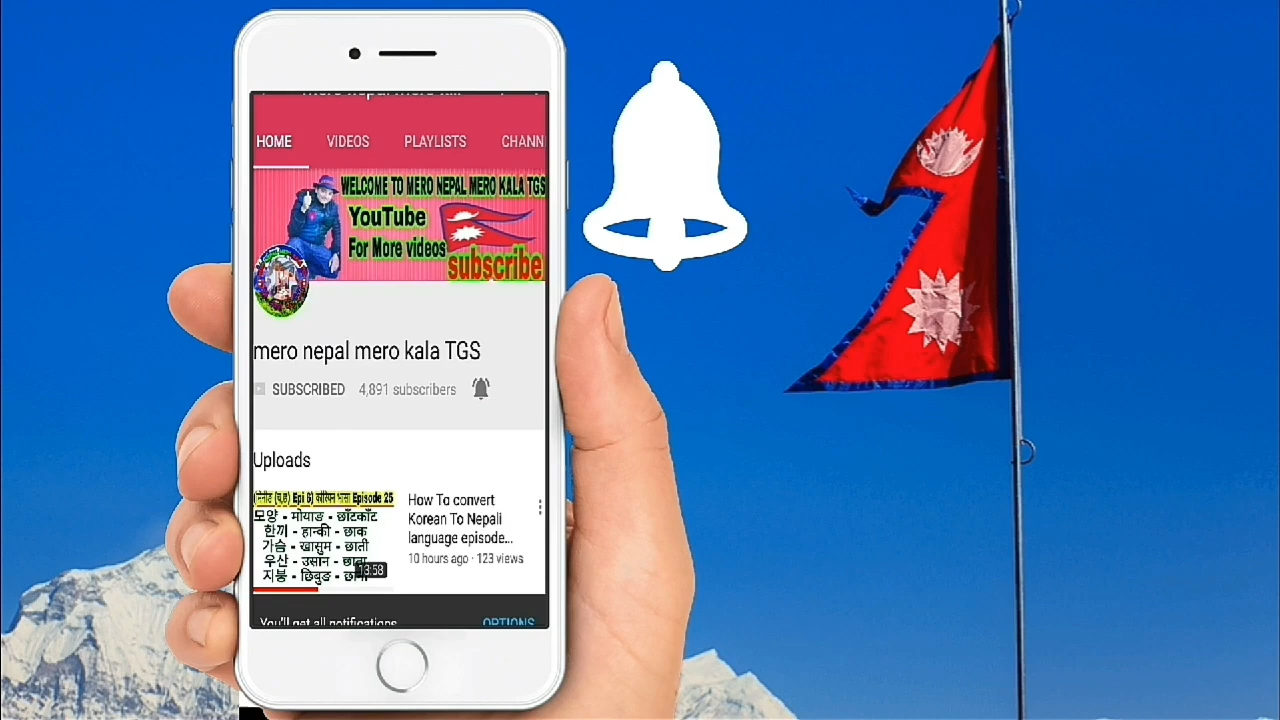 HOME VIDEOS PLAYLISTS CHANN
WELCOME TO MERO NEPAL MERO KALA TGS
YouTube
For More videos
subscribe
mero nepal mero kala TGS
SUBSCRIBED 4,891 subscribers
Uploads
Epi 6) कोरियन भाषा Episode 25
모양 - मोयाङ - छाँटकाँट
한끼 - हान्की - छाक
가슴 - खासुम - छाती
우산 - उसान - छाता
지붕 - छिबुङ -
13:58
How To convert
Korean To Nepali
language episode...
10 hours ago · 123 views
You'll get all notifications OPTIONS